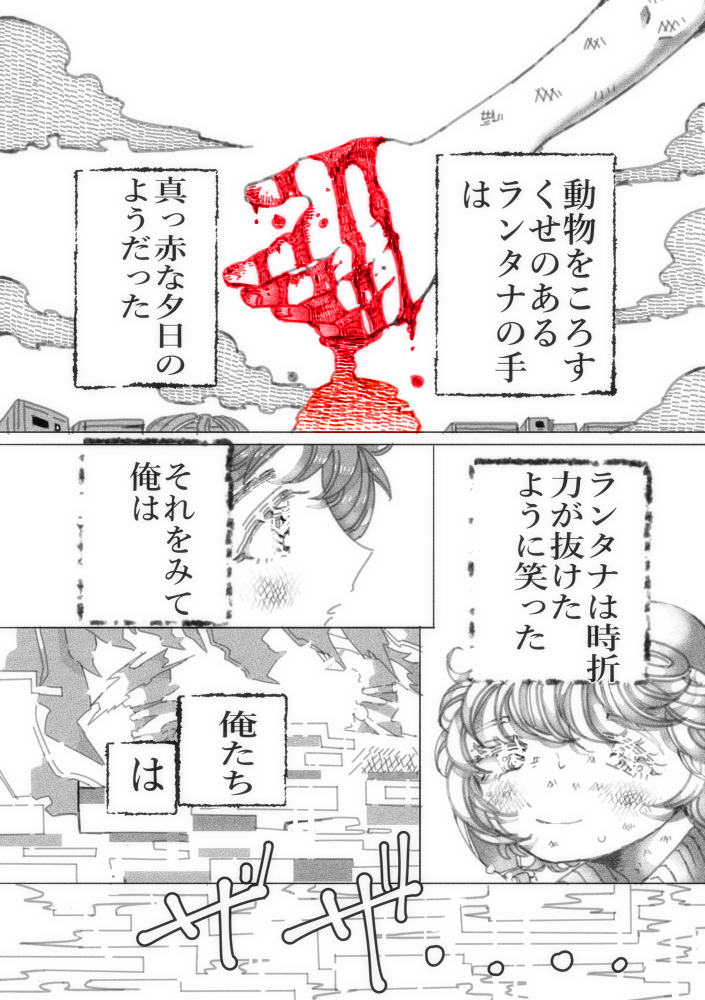 動物をころす
くせのある
ランタナの手
は
真っ赤な夕日の
ようだった
ランタナは時折
力が抜けた
ように笑った
それをみて
俺は
俺たち
は
ザザ・・・・